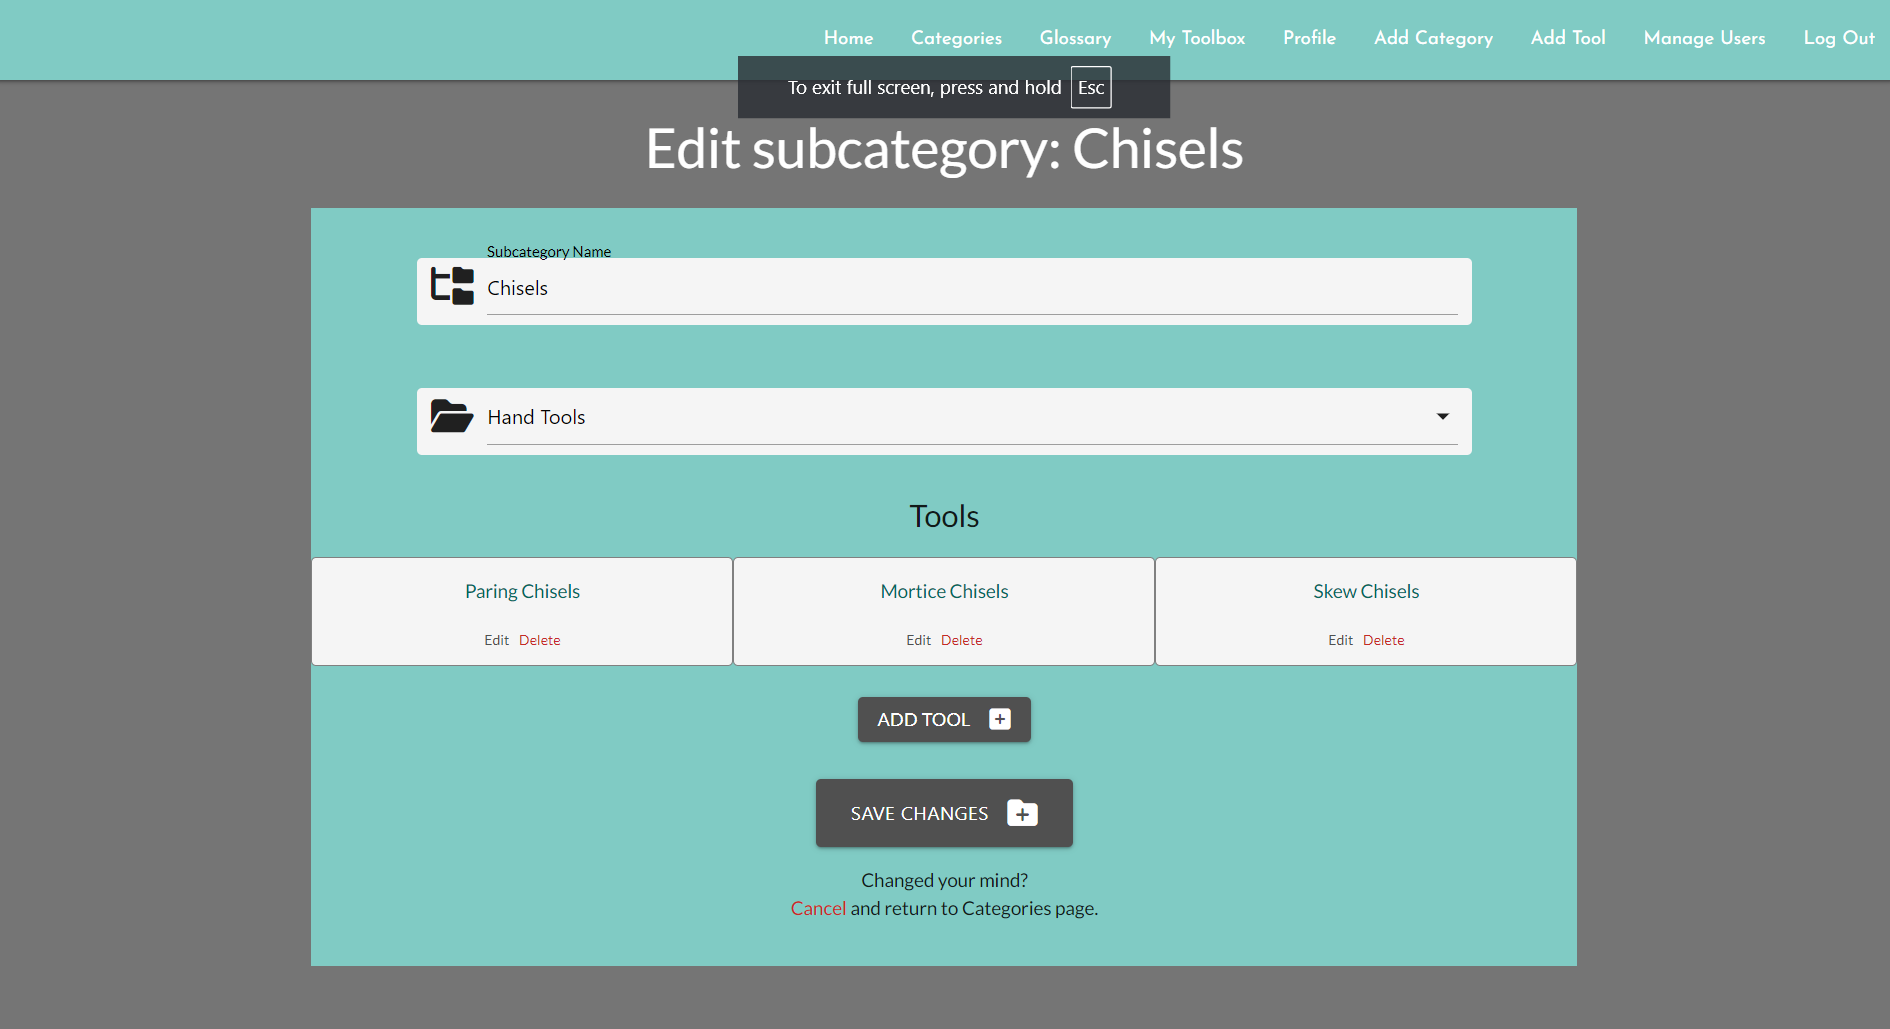 Home Categories Glossary My Toolbox Profile Add Category Add Tool Manage Users Log Out
To exit full screen, press and hold Esc
Edit subcategory: Chisels
Subcategory Name
Chisels
Hand Tools
Tools
Paring Chisels Mortice Chisels Skew Chisels
Edit Delete Edit Delete Edit Delete
ADD TOOL
SAVE CHANGES
Changed your mind?
Cancel and return to Categories page.